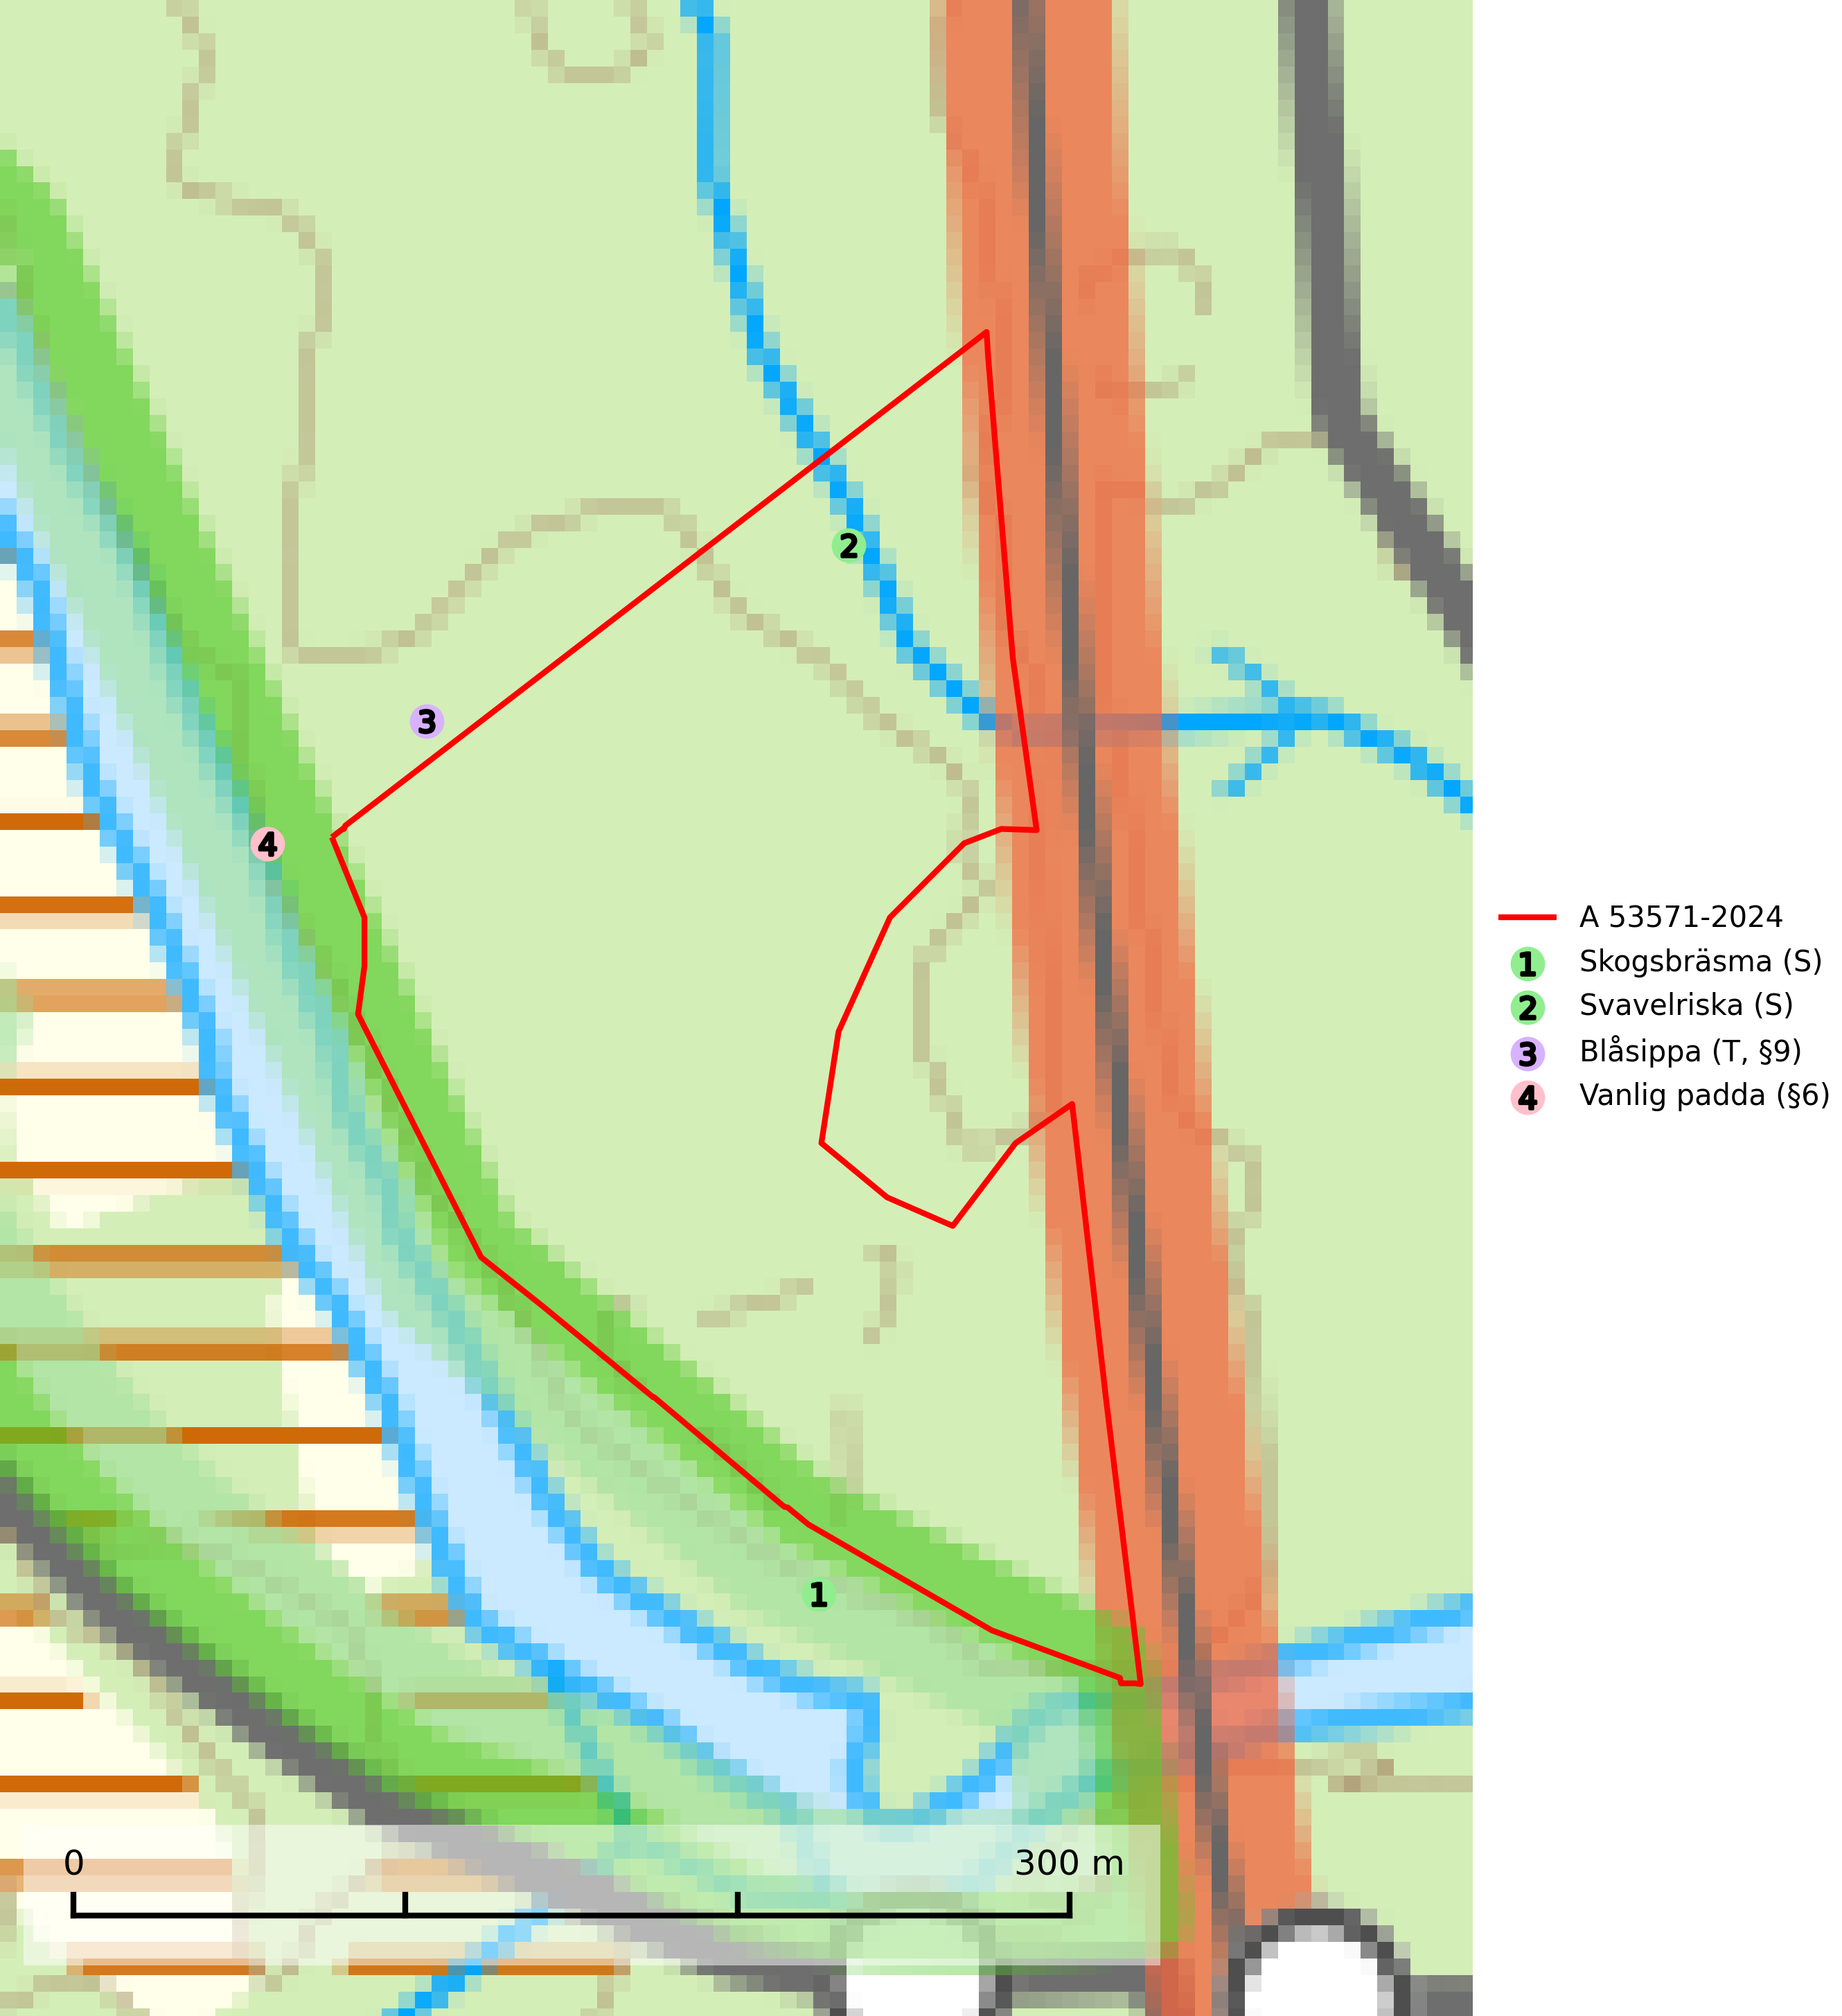 2
3
4
1
0
300 m
A 53571-2024
1 Skogsbräsma (S)
2 Svavelriska (S)
3 Blåsippa (T, §9)
4 Vanlig padda (§6)